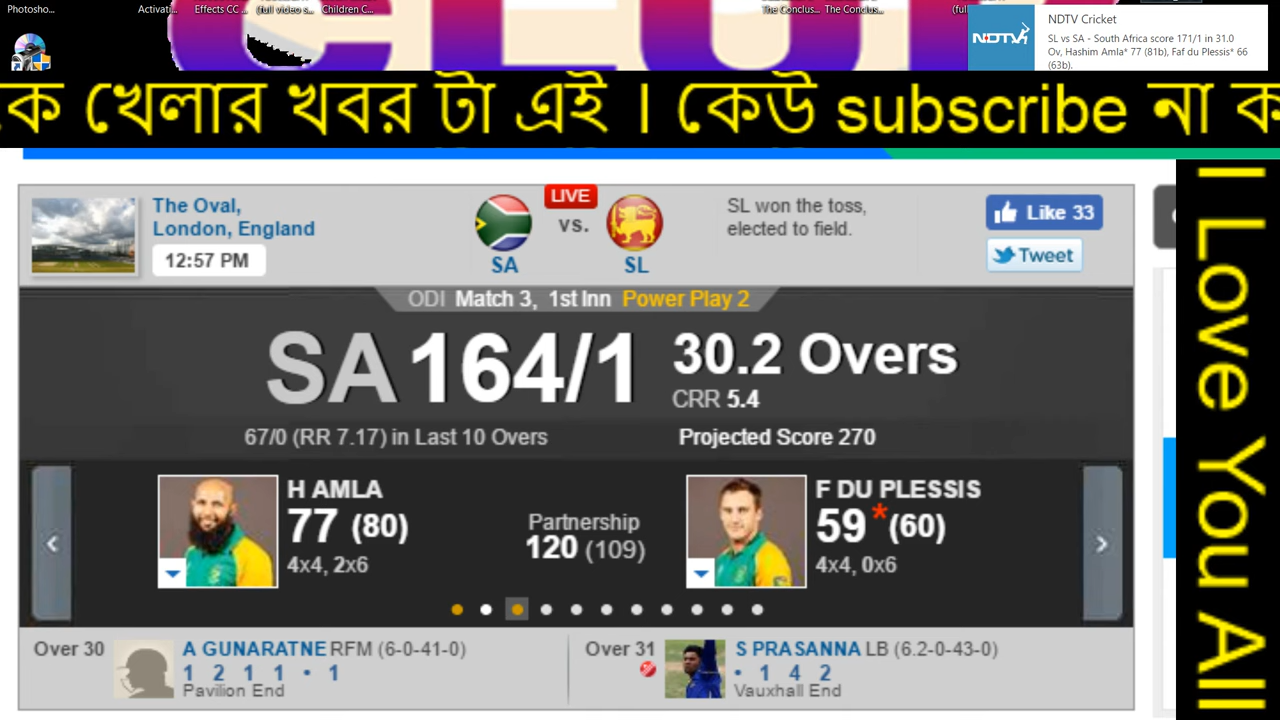 Photosho...
Activati...
Effects CC ...
(full video s...
Children C...
The Conclus...
The Conclus...
(ful
NDTV
NDTV Cricket
SL vs SA - South Africa score 171/1 in 31.0
Ov, Hashim Amla* 77 (81b), Faf du Plessis* 66
(63b).
ক খেলার খবর টা এই । কেউ subscribe না ক
I Love You All
The Oval,
London, England
12:57 PM
LIVE
vs.
SA
SL
SL won the toss,
elected to field.
Like 33
Tweet
ODI Match 3, 1st Inn Power Play 2
SA 164/1
30.2 Overs
CRR 5.4
67/0 (RR 7.17) in Last 10 Overs
Projected Score 270
H AMLA
77 (80)
4x4, 2x6
Partnership
120 (109)
F DU PLESSIS
59*(60)
4x4, 0x6
Over 30
A GUNARATNE RFM (6-0-41-0)
1 2 1 1 • 1
Pavilion End
Over 31
S PRASANNA LB (6.2-0-43-0)
• 1 4 2
Vauxhall End